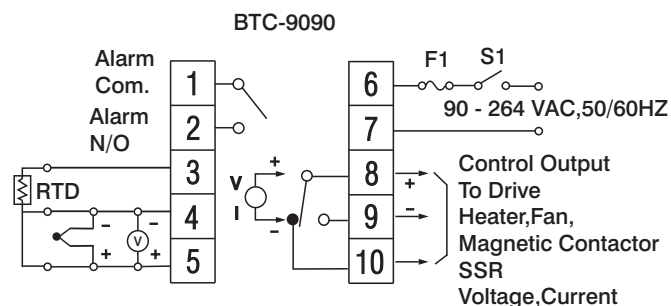 BTC-9090
Alarm
Com.
Alarm
N/O
1
2
3
4
5
RTD
V
V
I
+
-
+
-
-
+
6
7
8
9
10
F1
S1
90 - 264 VAC,50/60HZ
+
-
Control Output
To Drive
Heater,Fan,
Magnetic Contactor
SSR
Voltage,Current